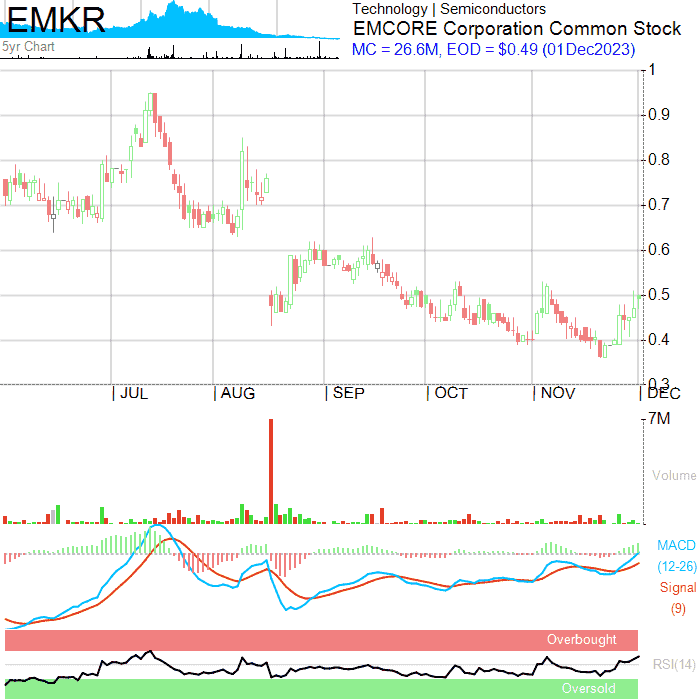 EMKR
5yr Chart
Technology | Semiconductors
EMCORE Corporation Common Stock
MC = 26.6M, EOD = $0.49 (01Dec2023)
1
0.9
0.8
0.7
0.6
0.5
0.4
0.3
| JUL | AUG | SEP | OCT | NOV | DEC
7M
Volume
MACD
(12-26)
Signal
(9)
Overbought
RSI(14)
Oversold